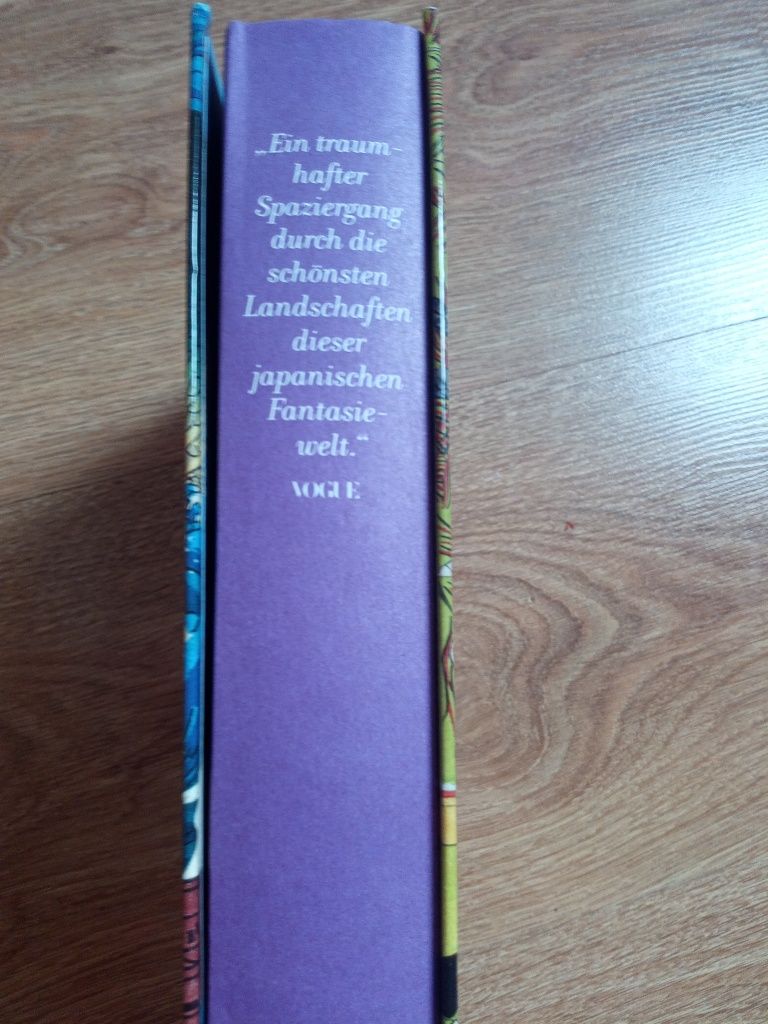 „Ein traum-
hafter
Spaziergang
durch die
schönsten
Landschaften
dieser
japanischen
Fantasie-
welt.“
VOGUE